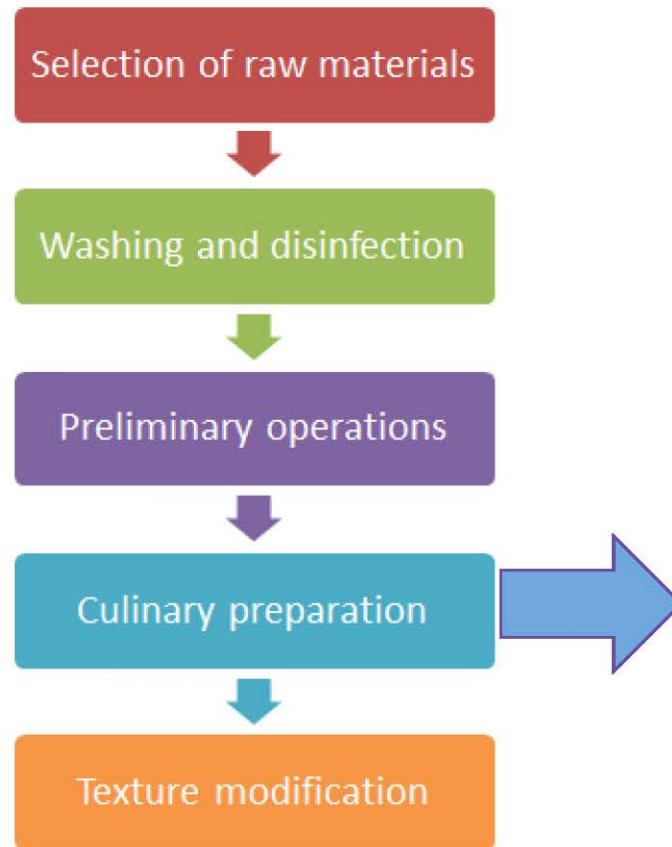 Selection of raw materials
Washing and disinfection
Preliminary operations
Culinary preparation
Texture modification